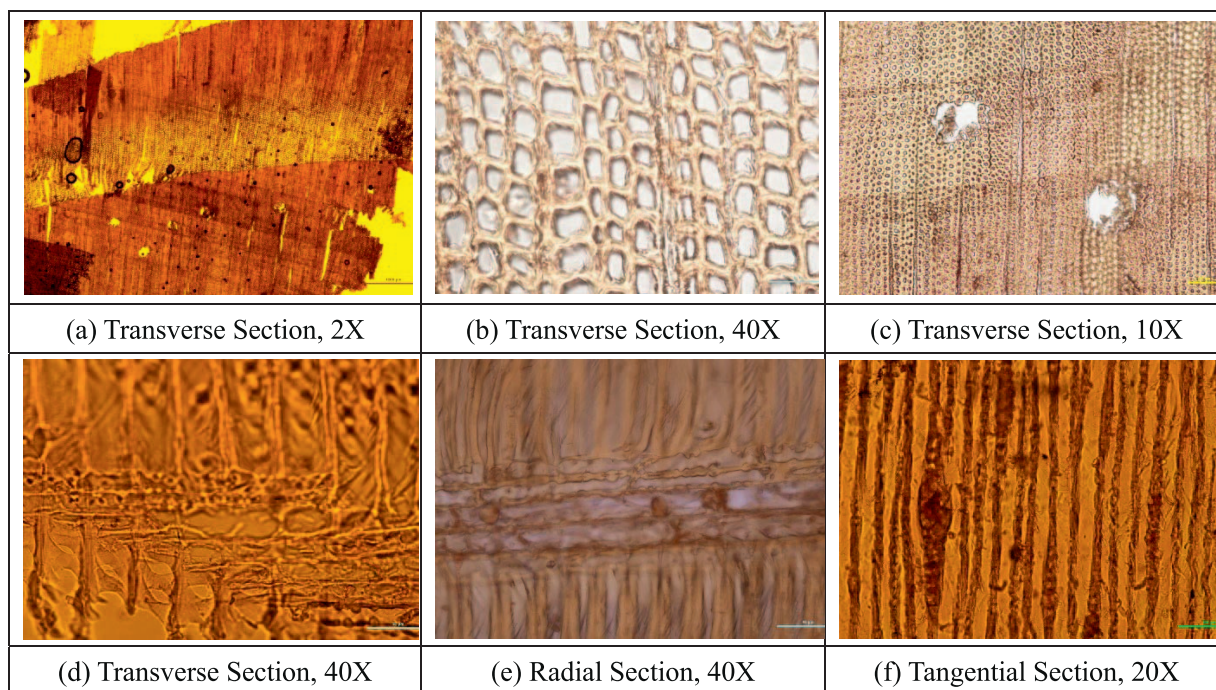 (a) Transverse Section, 2X
(b) Transverse Section, 40X
(c) Transverse Section, 10X
(d) Transverse Section, 40X
(e) Radial Section, 40X
(f) Tangential Section, 20X